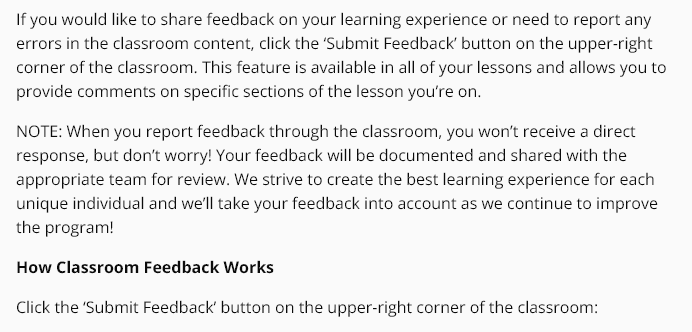 If you would like to share feedback on your learning experience or need to report any
errors in the classroom content, click the ‘Submit Feedback’ button on the upper-right
corner of the classroom. This feature is available in all of your lessons and allows you to
provide comments on specific sections of the lesson you’re on.
NOTE: When you report feedback through the classroom, you won’t receive a direct
response, but don’t worry! Your feedback will be documented and shared with the
appropriate team for review. We strive to create the best learning experience for each
unique individual and we’ll take your feedback into account as we continue to improve
the program!
How Classroom Feedback Works
Click the ‘Submit Feedback’ button on the upper-right corner of the classroom: